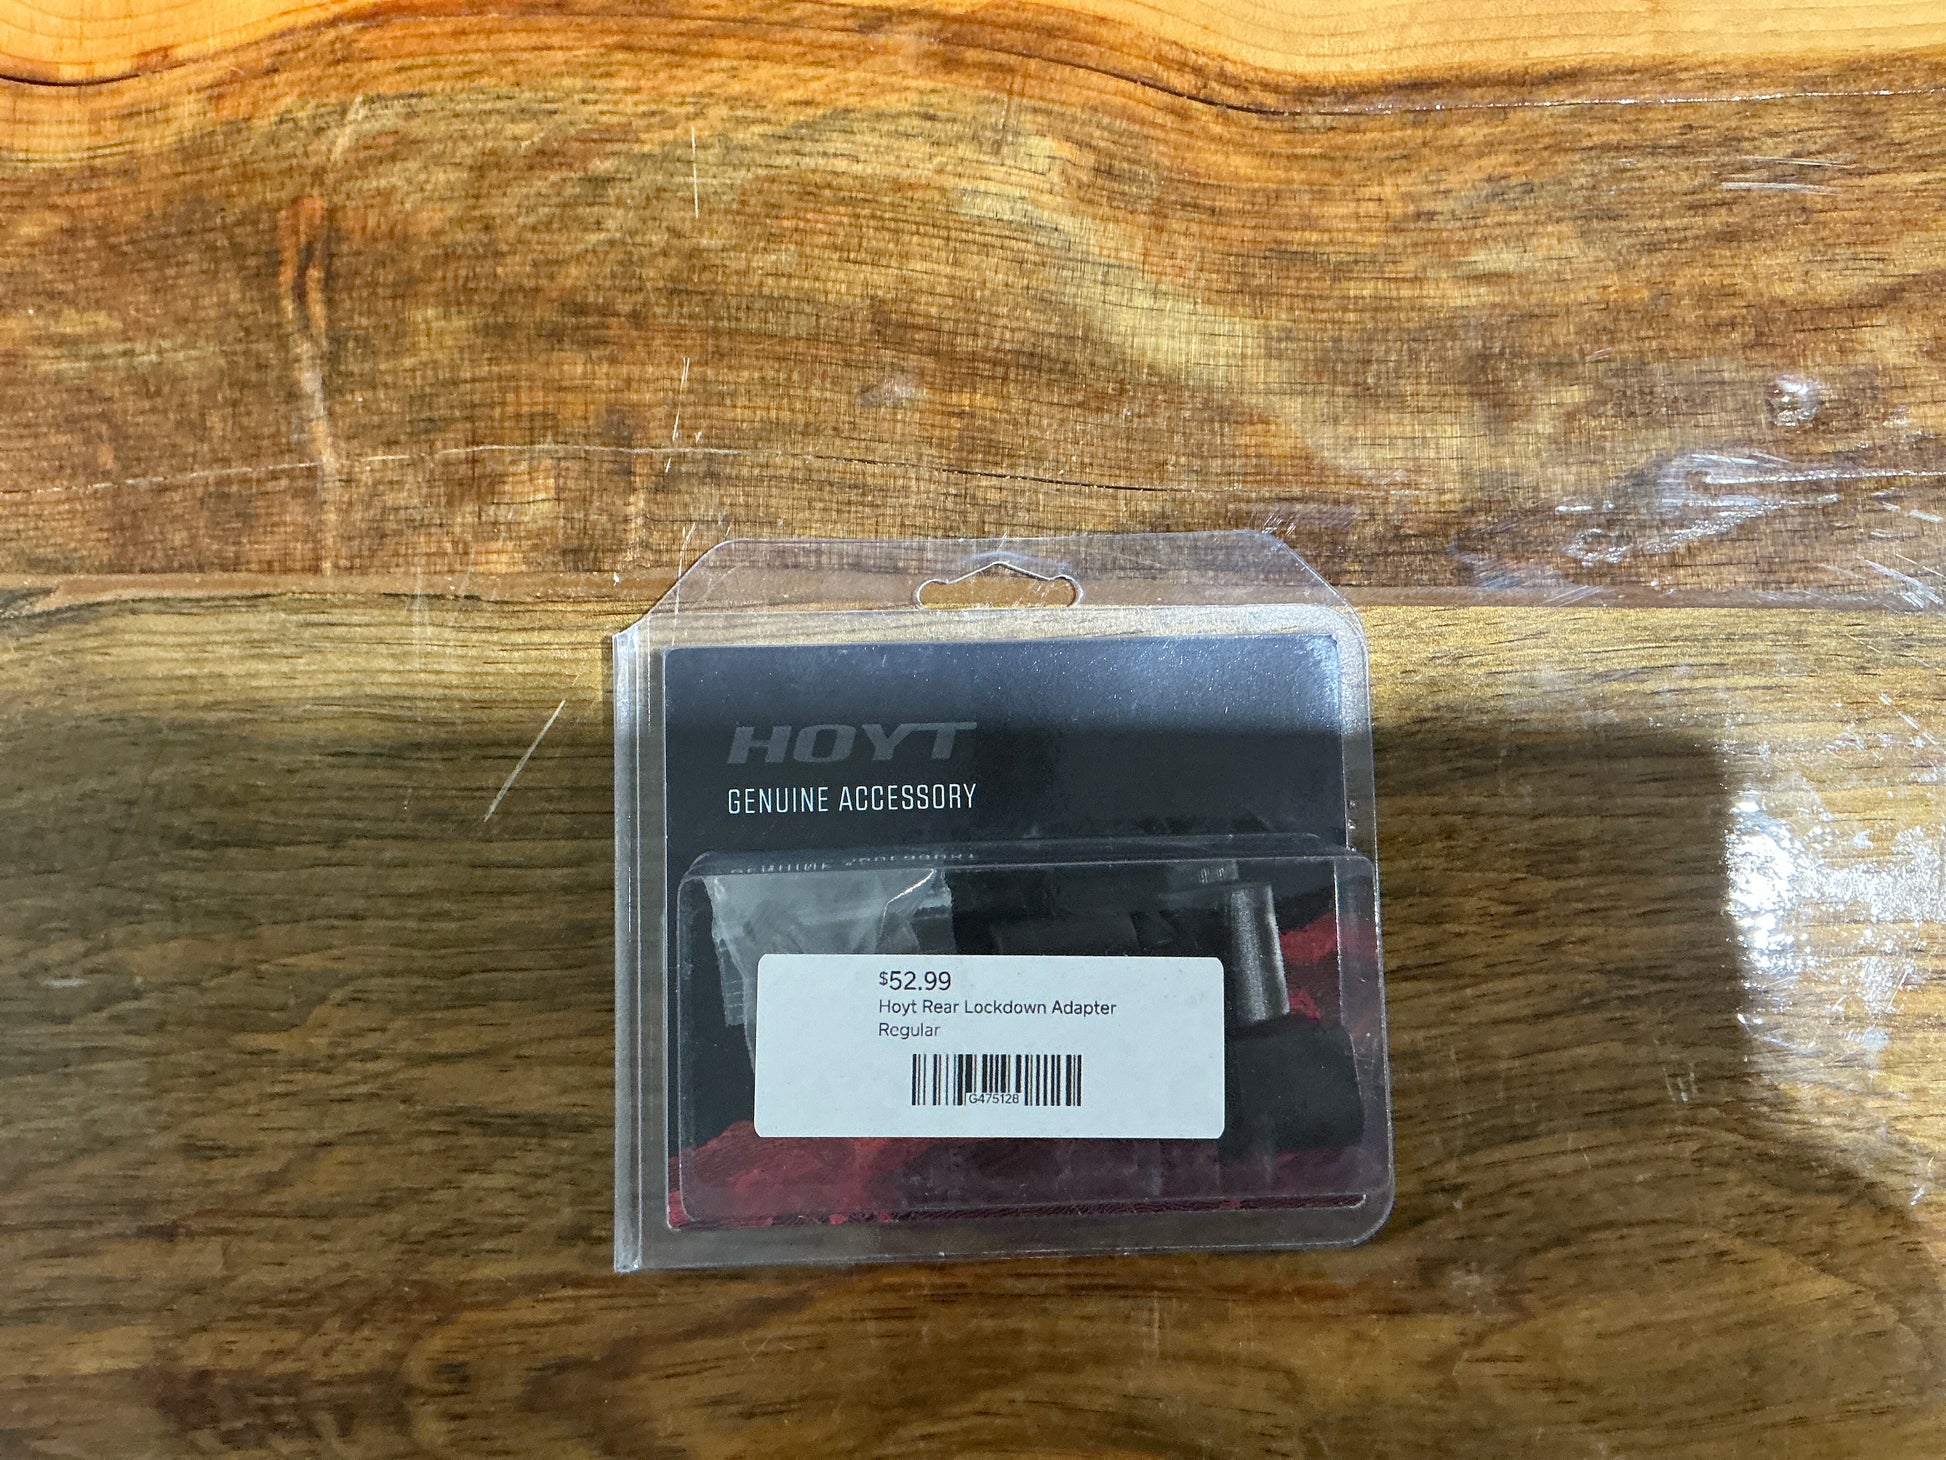 HOYT
GENUINE ACCESSORY
$52.99
Hoyt Rear Lockdown Adapter
Regular
G475128